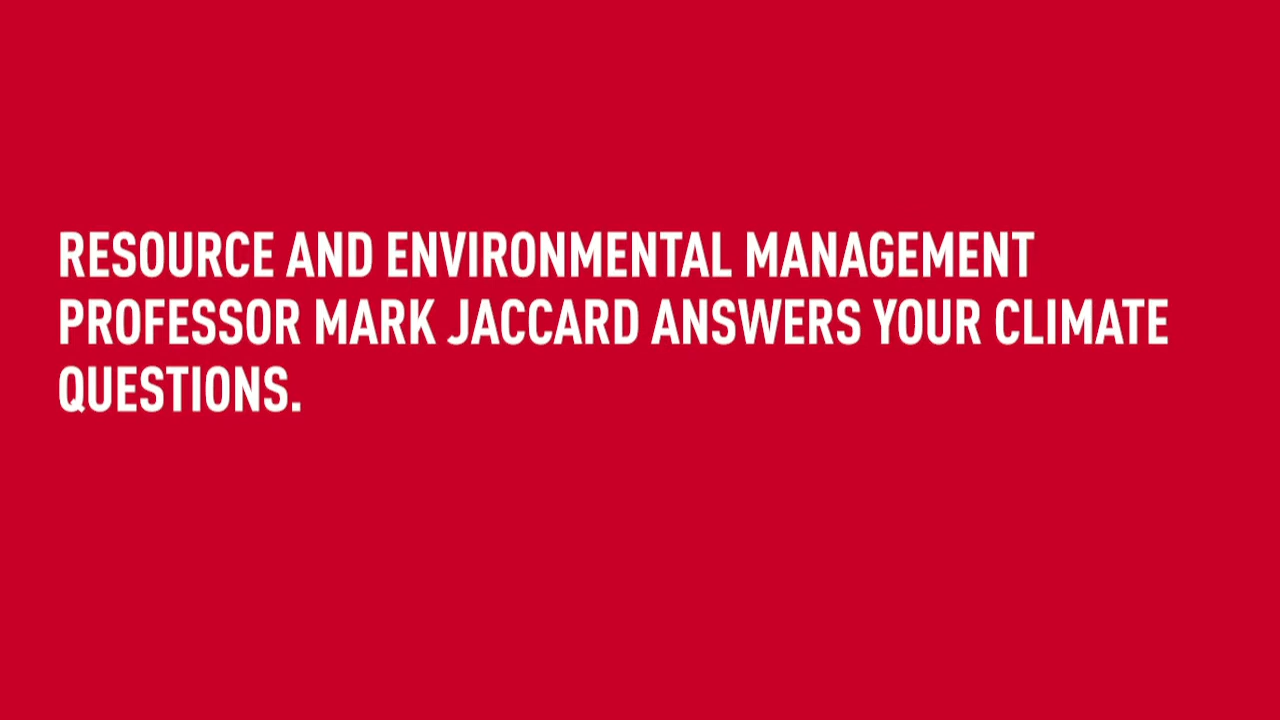 RESOURCE AND ENVIRONMENTAL MANAGEMENT
PROFESSOR MARK JACCARD ANSWERS YOUR CLIMATE
QUESTIONS.